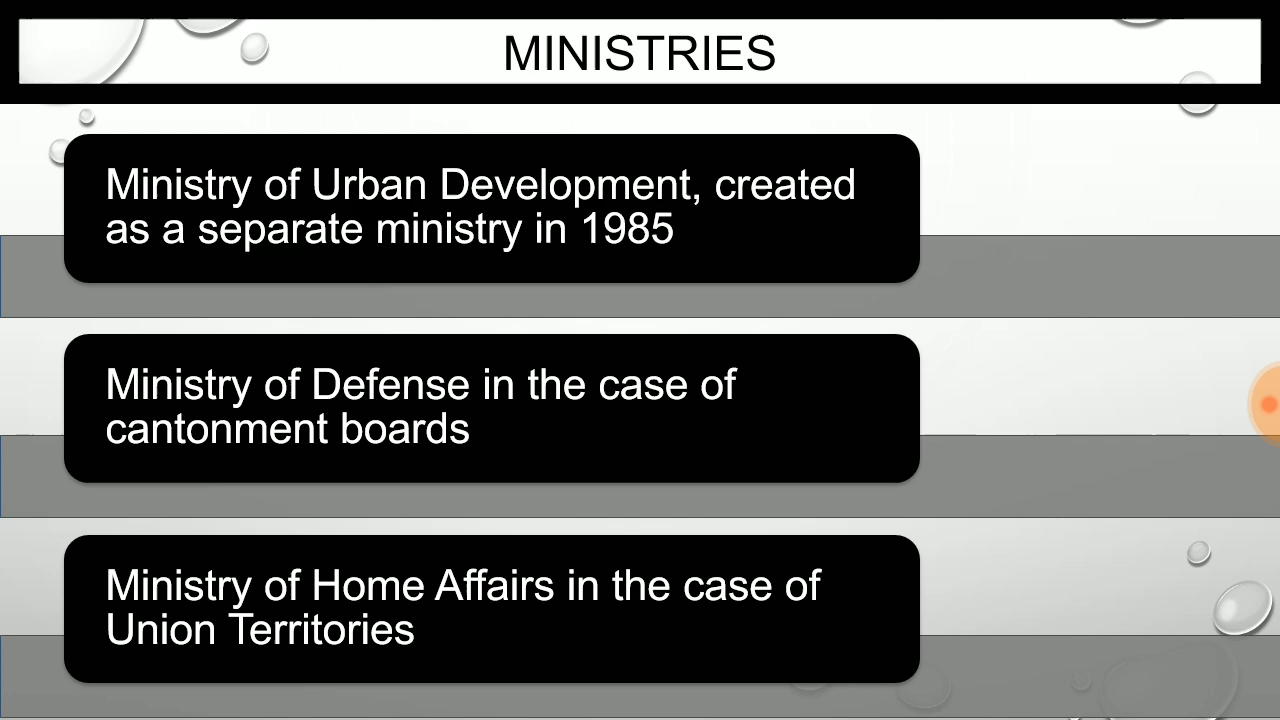 MINISTRIES
Ministry of Urban Development, created
as a separate ministry in 1985
Ministry of Defense in the case of
cantonment boards
Ministry of Home Affairs in the case of
Union Territories